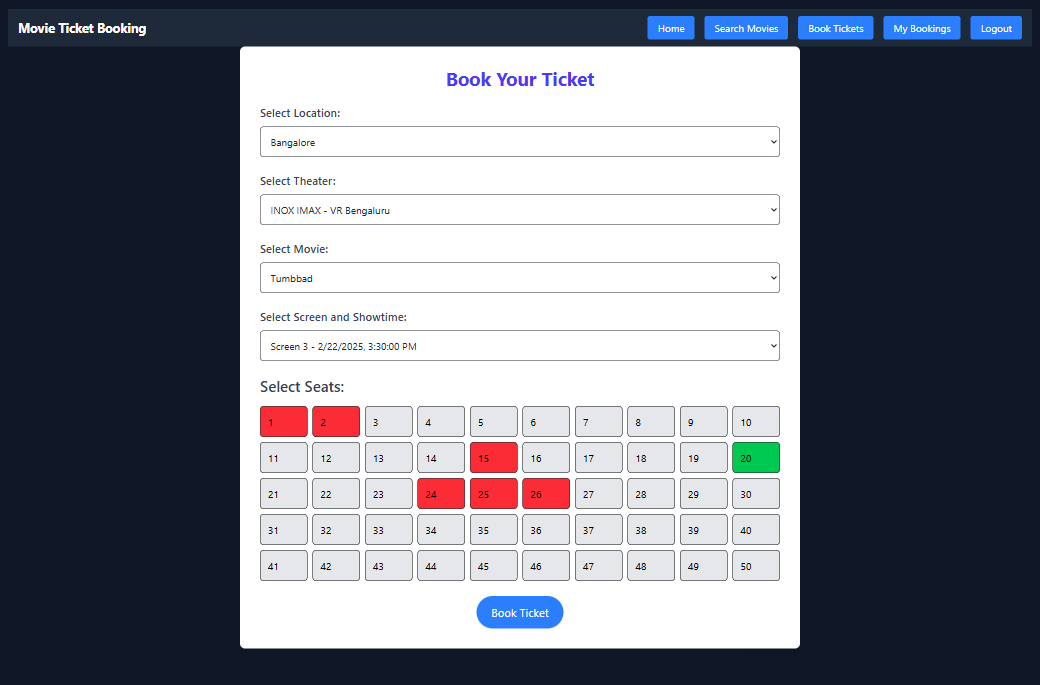 Movie Ticket Booking Home Search Movies Book Tickets My Bookings Logout
Book Your Ticket
Select Location:
Bangalore
Select Theater:
INOX IMAX - VR Bengaluru
Select Movie:
Tumbbad
Select Screen and Showtime:
Screen 3 - 2/22/2025, 3:30:00 PM
Select Seats:
1 2 3 4 5 6 7 8 9 10
11 12 13 14 15 16 17 18 19 20
21 22 23 24 25 26 27 28 29 30
31 32 33 34 35 36 37 38 39 40
41 42 43 44 45 46 47 48 49 50
Book Ticket